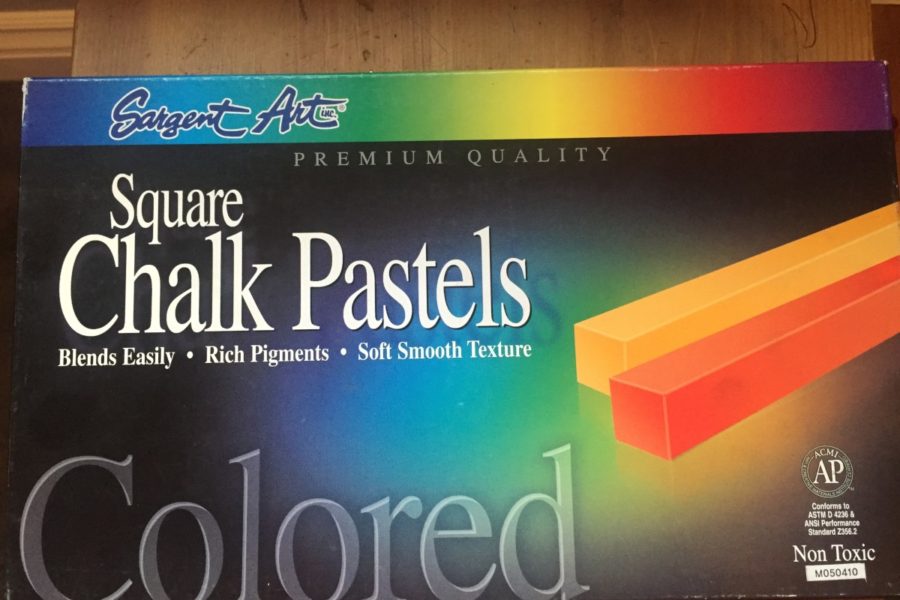 Sargent Art inc.®
PREMIUM QUALITY
Square
Chalk Pastels
Blends Easily • Rich Pigments • Soft Smooth Texture
Colored
ACMI
AP
Conforms to
ASTM D 4236 &
ANSI Performance
Standard Z356.2
Non Toxic
M050410